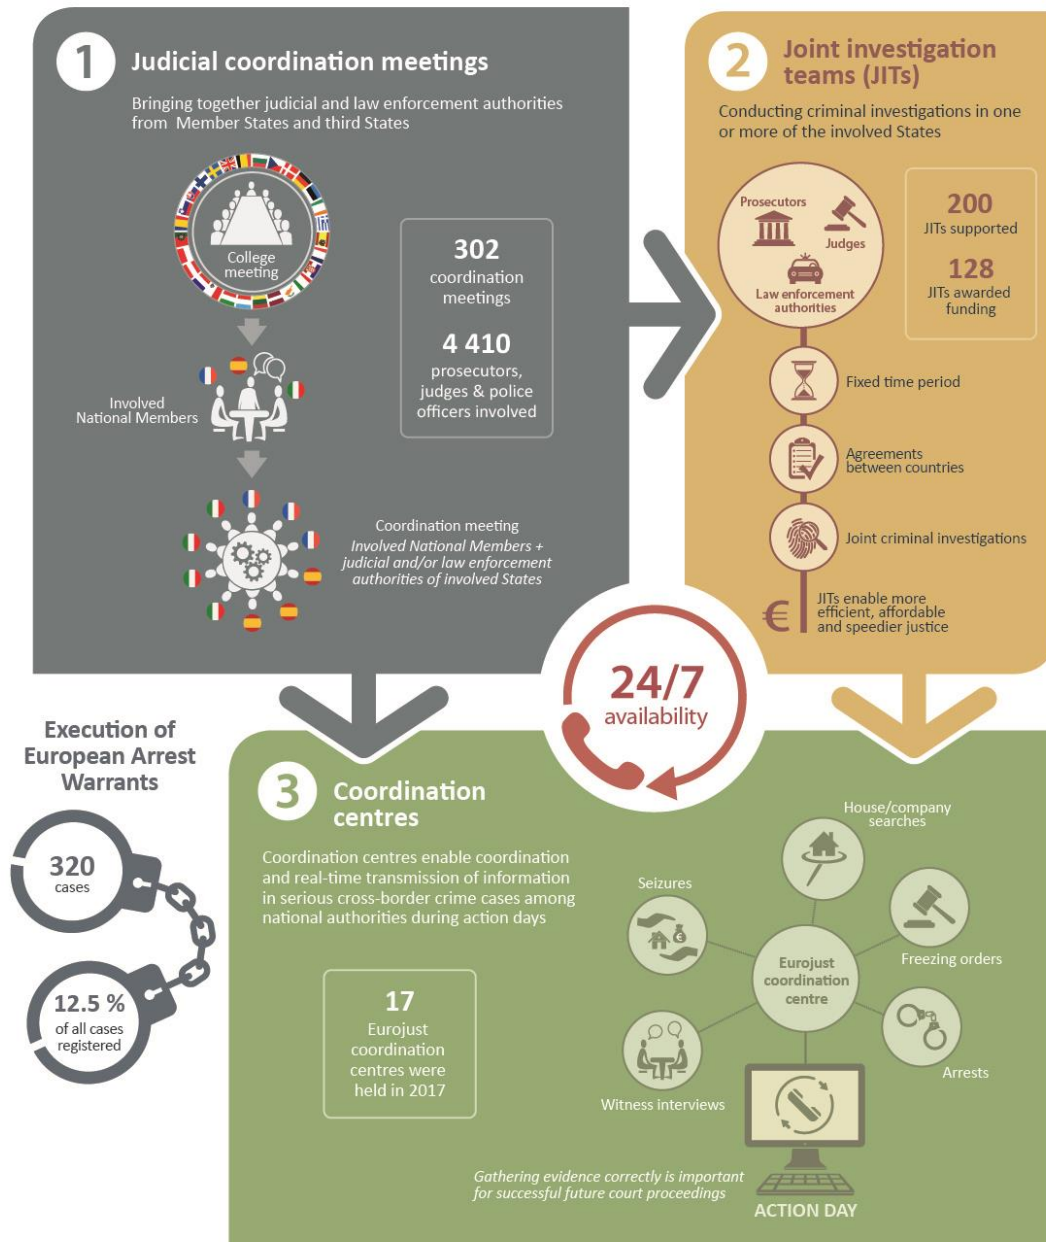 1
Judicial coordination meetings
Bringing together judicial and law enforcement authorities
from Member States and third States
College
meeting
Involved
National Members
302
coordination
meetings
4 410
prosecutors,
judges & police
officers involved
Coordination meeting
Involved National Members +
judicial and/or law enforcement
authorities of involved States
2
Joint investigation
teams (JITs)
Conducting criminal investigations in one
or more of the involved States
Prosecutors
Judges
Law enforcement
authorities
200
JITs supported
128
JITs awarded
funding
Fixed time period
Agreements
between countries
Joint criminal investigations
€
JITs enable more
efficient, affordable
and speedier justice
24/7
availability
Execution of
European Arrest
Warrants
320
cases
12.5 %
of all cases
registered
3
Coordination
centres
Coordination centres enable coordination
and real-time transmission of information
in serious cross-border crime cases among
national authorities during action days
17
Eurojust
coordination
centres were
held in 2017
House/company
searches
Seizures
€
Freezing orders
Eurojust
coordination
centre
Arrests
Witness interviews
Gathering evidence correctly is important
for successful future court proceedings
ACTION DAY